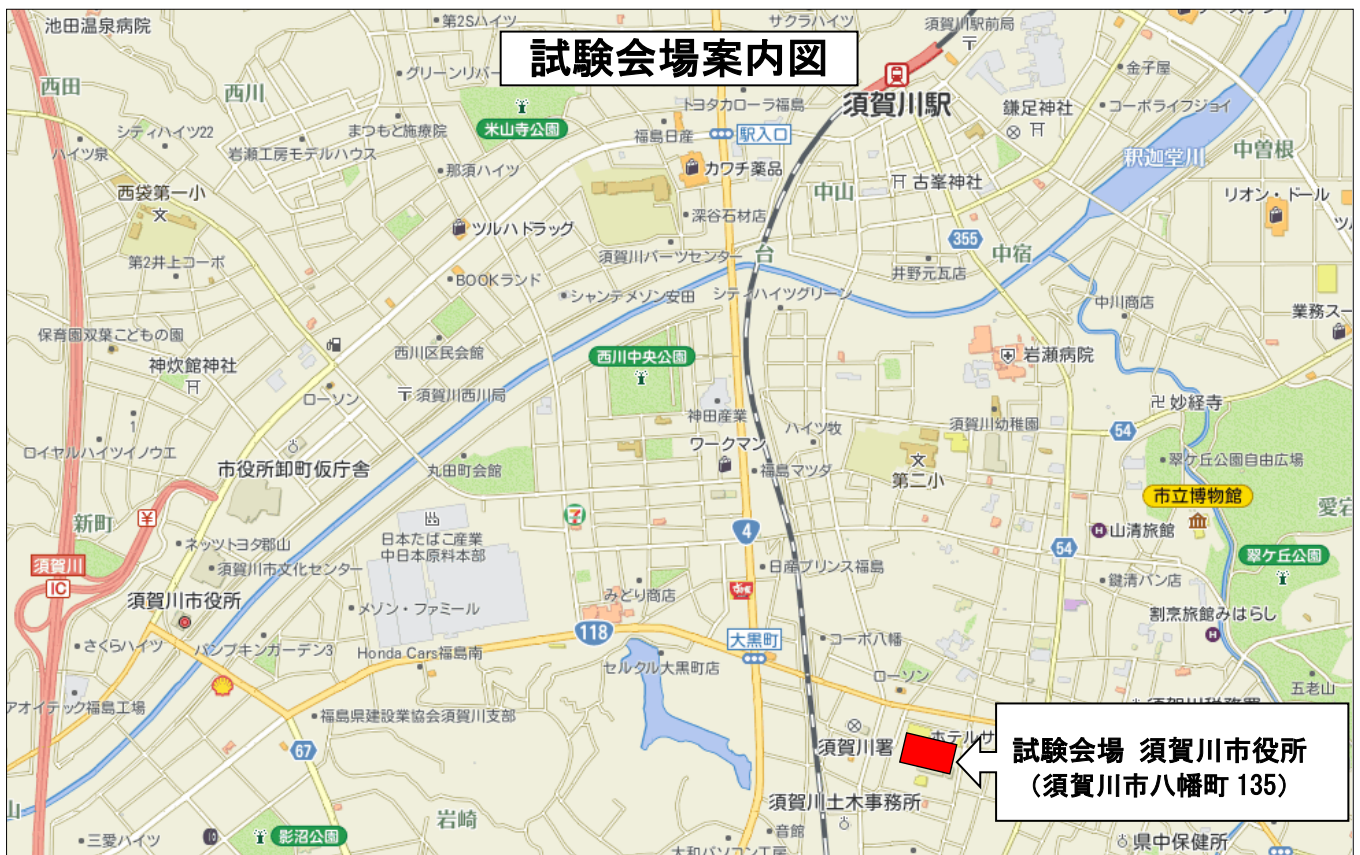 試験会場案内図
池田温泉病院
第2Sハイツ
サクラハイツ
須賀川駅前局
西田
西川
グリーンリバー
金子屋
シティハイツ22
まつもと施療院
米山寺公園
トヨタカローラ福島
須賀川駅
鎌足神社
コーポライフジョイ
ハイツ泉
岩瀬工房モデルハウス
福島日産
駅入口
釈迦堂川
中曽根
那須ハイツ
カワチ薬品
西袋第一小
中山
古峯神社
リオン・ドール
ツルハドラッグ
深谷石材店
355
第2井上コーポ
須賀川パーツセンター
台
中宿
井野元瓦店
BOOKランド
シャンテメゾン安田
シティハイツグリーン
中川商店
業務スー
保育園双葉こどもの園
西川区民会館
西川中央公園
岩瀬病院
神炊館神社
ローソン
須賀川西川局
神田産業
妙経寺
1
ハイツ牧
須賀川幼稚園
54
ロイヤルハイツイノウエ
ワークマン
市役所卸町仮庁舎
丸田町会館
福島マツダ
第二小
翠ケ丘公園自由広場
市立博物館
愛宕
新町
日本たばこ産業
中日本原料本部
4
山清旅館
ネッツトヨタ郡山
54
翠ケ丘公園
須賀川
IC
須賀川市文化センター
日産プリンス福島
鍵清パン店
須賀川市役所
メゾン・ファミール
みどり商店
割烹旅館みはらし
さくらハイツ
パンプキンガーデン3
Honda Cars福島南
118
大黒町
コーポ八幡
セルタル大黒町店
ローソン
五老山
アオイテック福島工場
福島県建設業協会須賀川支部
67
須賀川署
ホテルサ
試験会場 須賀川市役所
(須賀川市八幡町 135)
山
三愛ハイツ
影沼公園
岩崎
須賀川土木事務所
音館
県中保健所